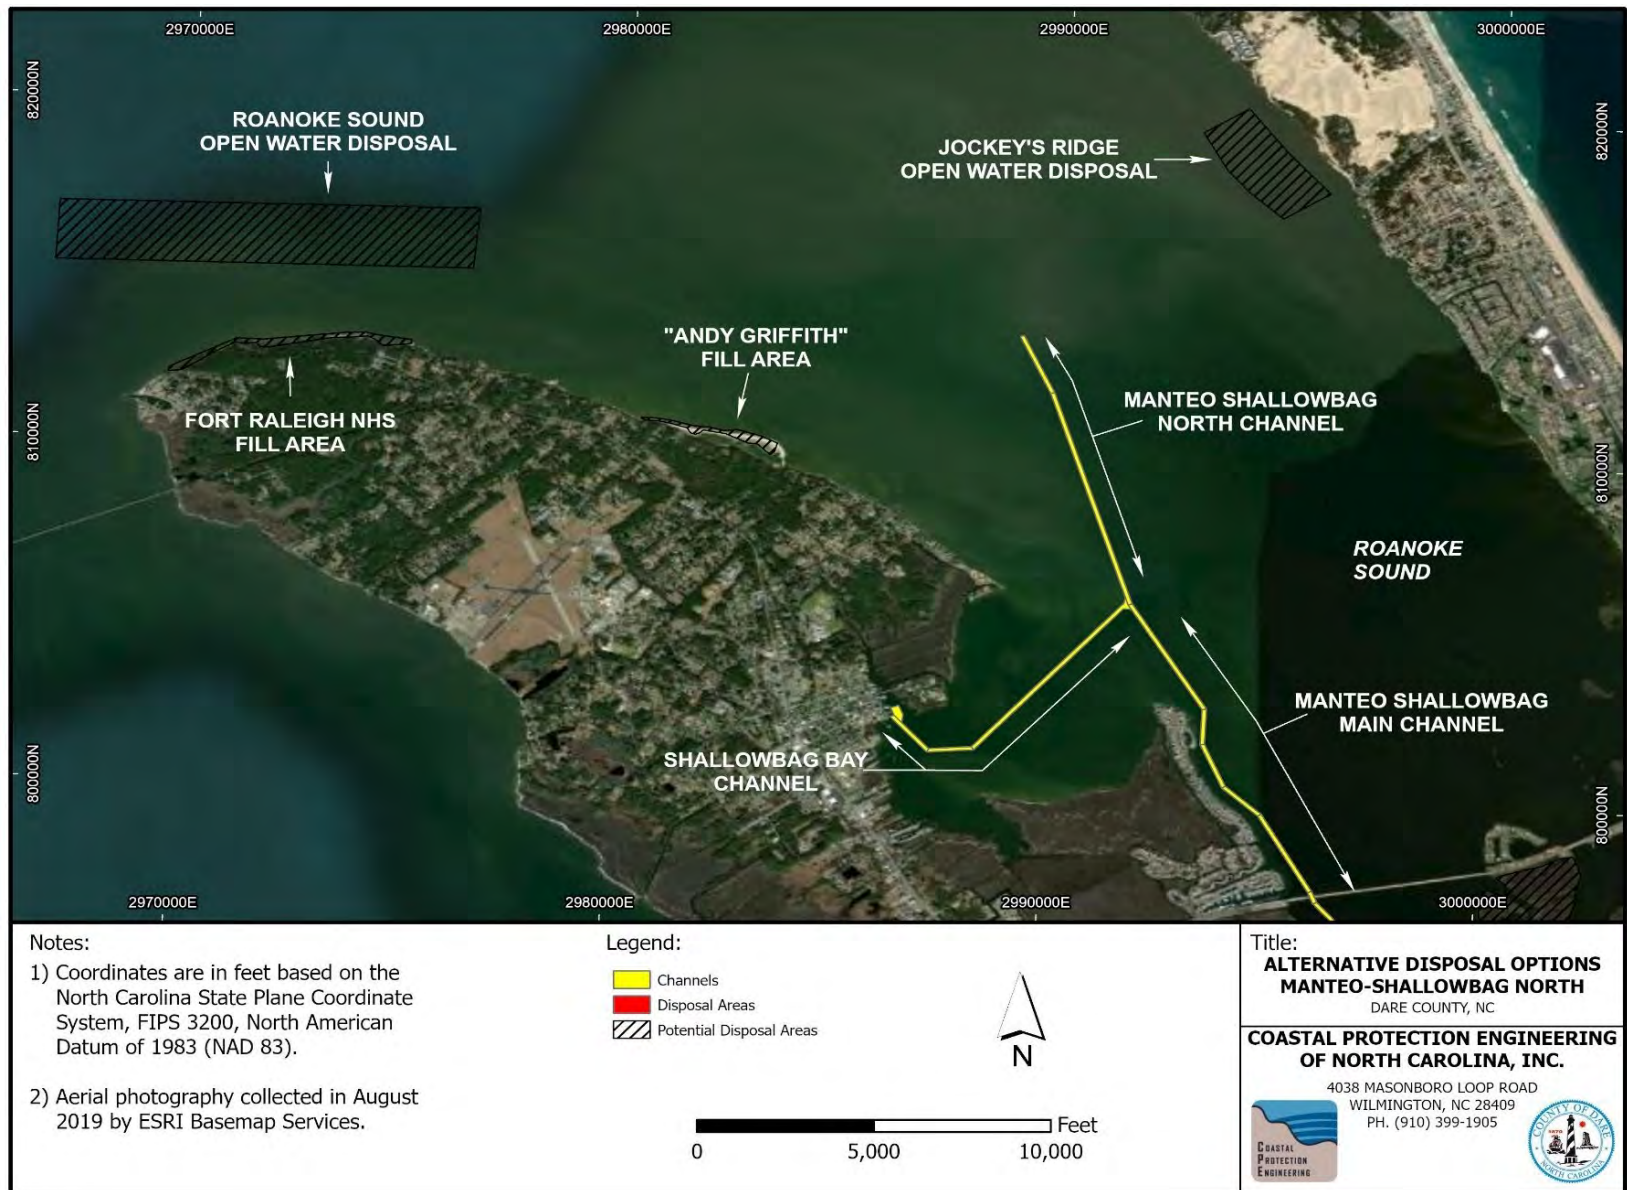 2970000E
2980000E
2990000E
3000000E
820000N
820000N
ROANOKE SOUND
OPEN WATER DISPOSAL
JOCKEY'S RIDGE
OPEN WATER DISPOSAL
"ANDY GRIFFITH"
FILL AREA
MANTEO SHALLOWBAG
NORTH CHANNEL
FORT RALEIGH NHS
FILL AREA
810000N
810000N
ROANOKE
SOUND
MANTEO SHALLOWBAG
MAIN CHANNEL
SHALLOWBAG BAY
CHANNEL
800000N
800000N
2970000E
2980000E
2990000E
3000000E
Notes:
1) Coordinates are in feet based on the
North Carolina State Plane Coordinate
System, FIPS 3200, North American
Datum of 1983 (NAD 83).
2) Aerial photography collected in August
2019 by ESRI Basemap Services.
Legend:
Channels
Disposal Areas
Potential Disposal Areas
N
Feet
0
5,000
10,000
Title:
ALTERNATIVE DISPOSAL OPTIONS
MANTEO-SHALLOWBAG NORTH
DARE COUNTY, NC
COASTAL PROTECTION ENGINEERING
OF NORTH CAROLINA, INC.
4038 MASONBORO LOOP ROAD
WILMINGTON, NC 28409
PH. (910) 399-1905
COASTAL
PROTECTION
ENGINEERING
COUNTY OF DARE
1870
NORTH CAROLINA